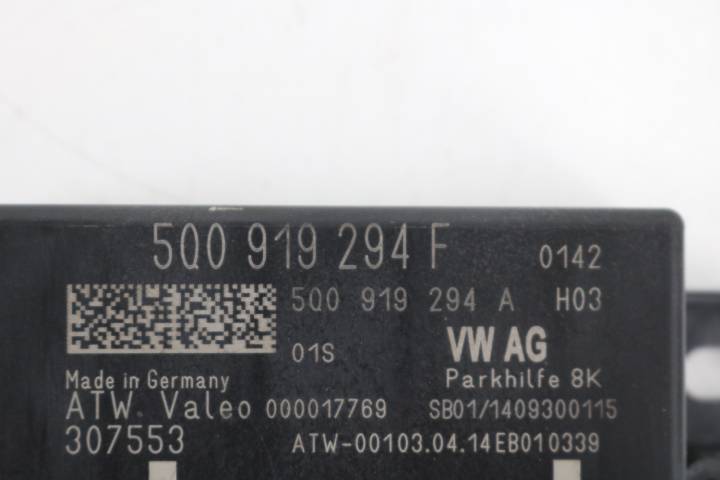 5Q0 919 294 F 0142
5Q0 919 294 A H03
01S VW AG
Made in Germany Parkhilfe 8K
ATW Valeo 000017769 SB01/1409300115
307553 ATW-00103.04.14EB010339